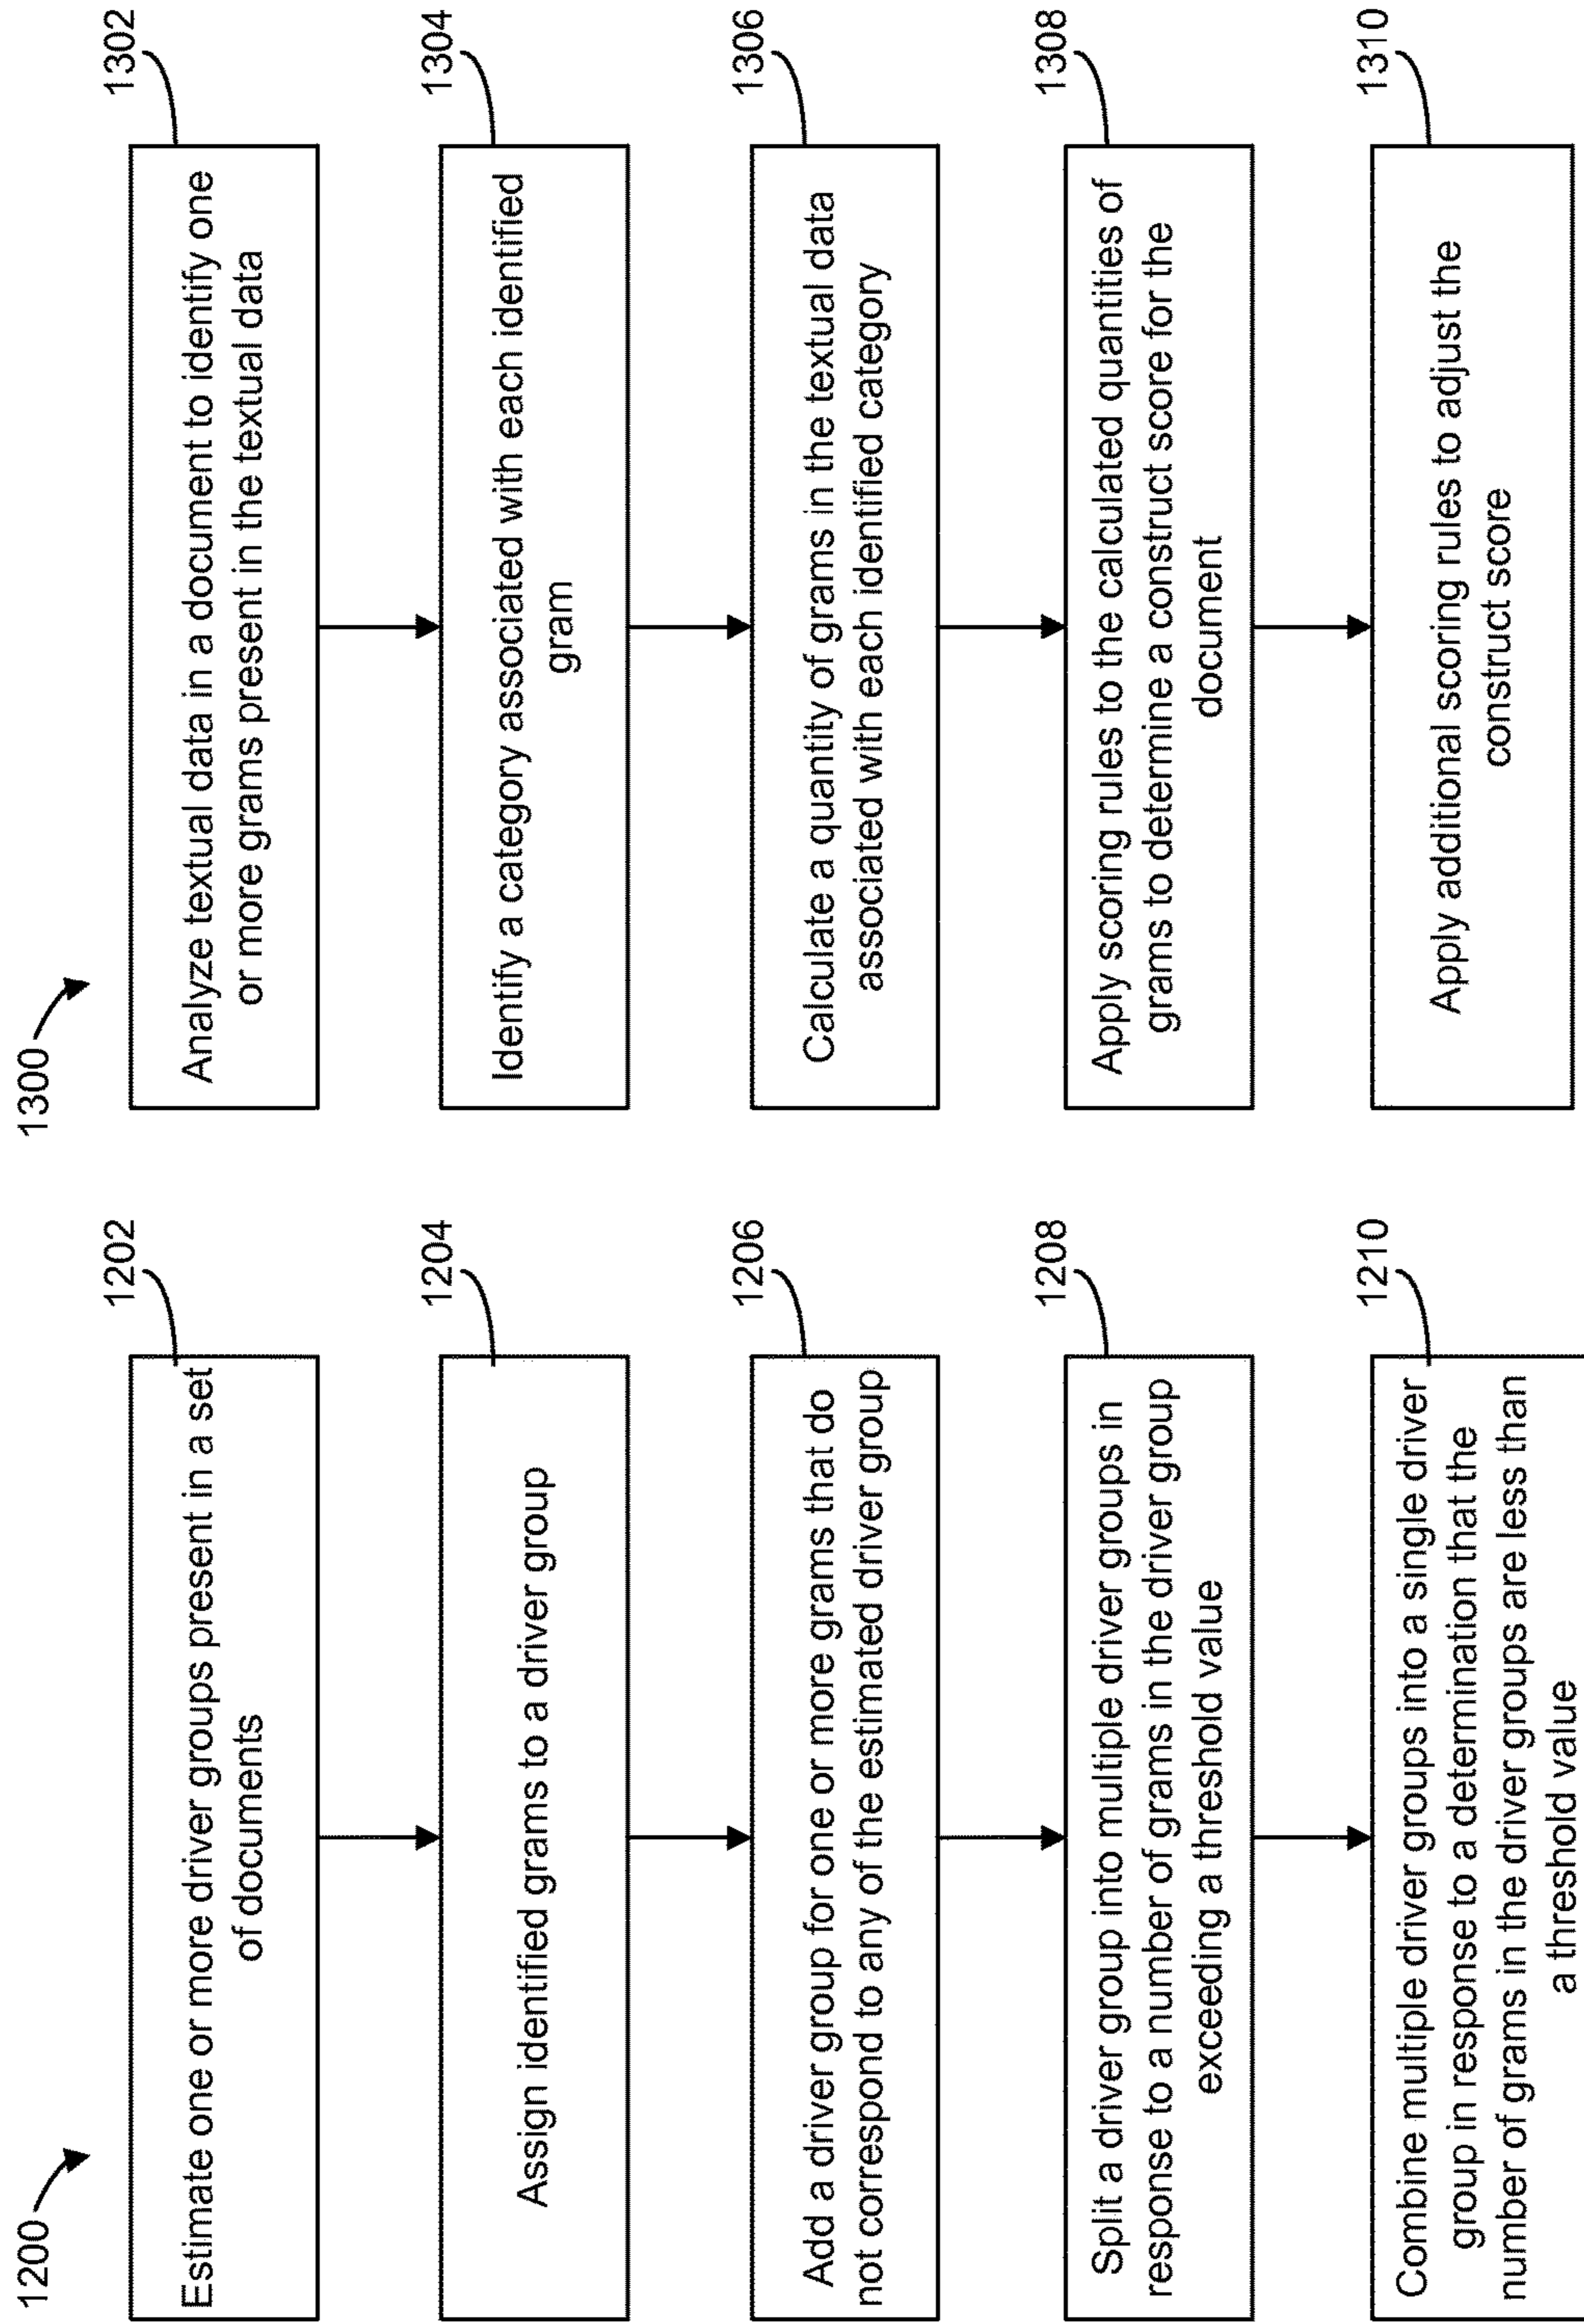 1200
1202
Estimate one or more driver groups present in a set
of documents
1204
Assign identified grams to a driver group
1206
Add a driver group for one or more grams that do
not correspond to any of the estimated driver group
1208
Split a driver group into multiple driver groups in
response to a number of grams in the driver group
exceeding a threshold value
1210
Combine multiple driver groups into a single driver
group in response to a determination that the
number of grams in the driver groups are less than
a threshold value
1300
1302
Analyze textual data in a document to identify one
or more grams present in the textual data
1304
Identify a category associated with each identified
gram
1306
Calculate a quantity of grams in the textual data
associated with each identified category
1308
Apply scoring rules to the calculated quantities of
grams to determine a construct score for the
document
1310
Apply additional scoring rules to adjust the
construct score